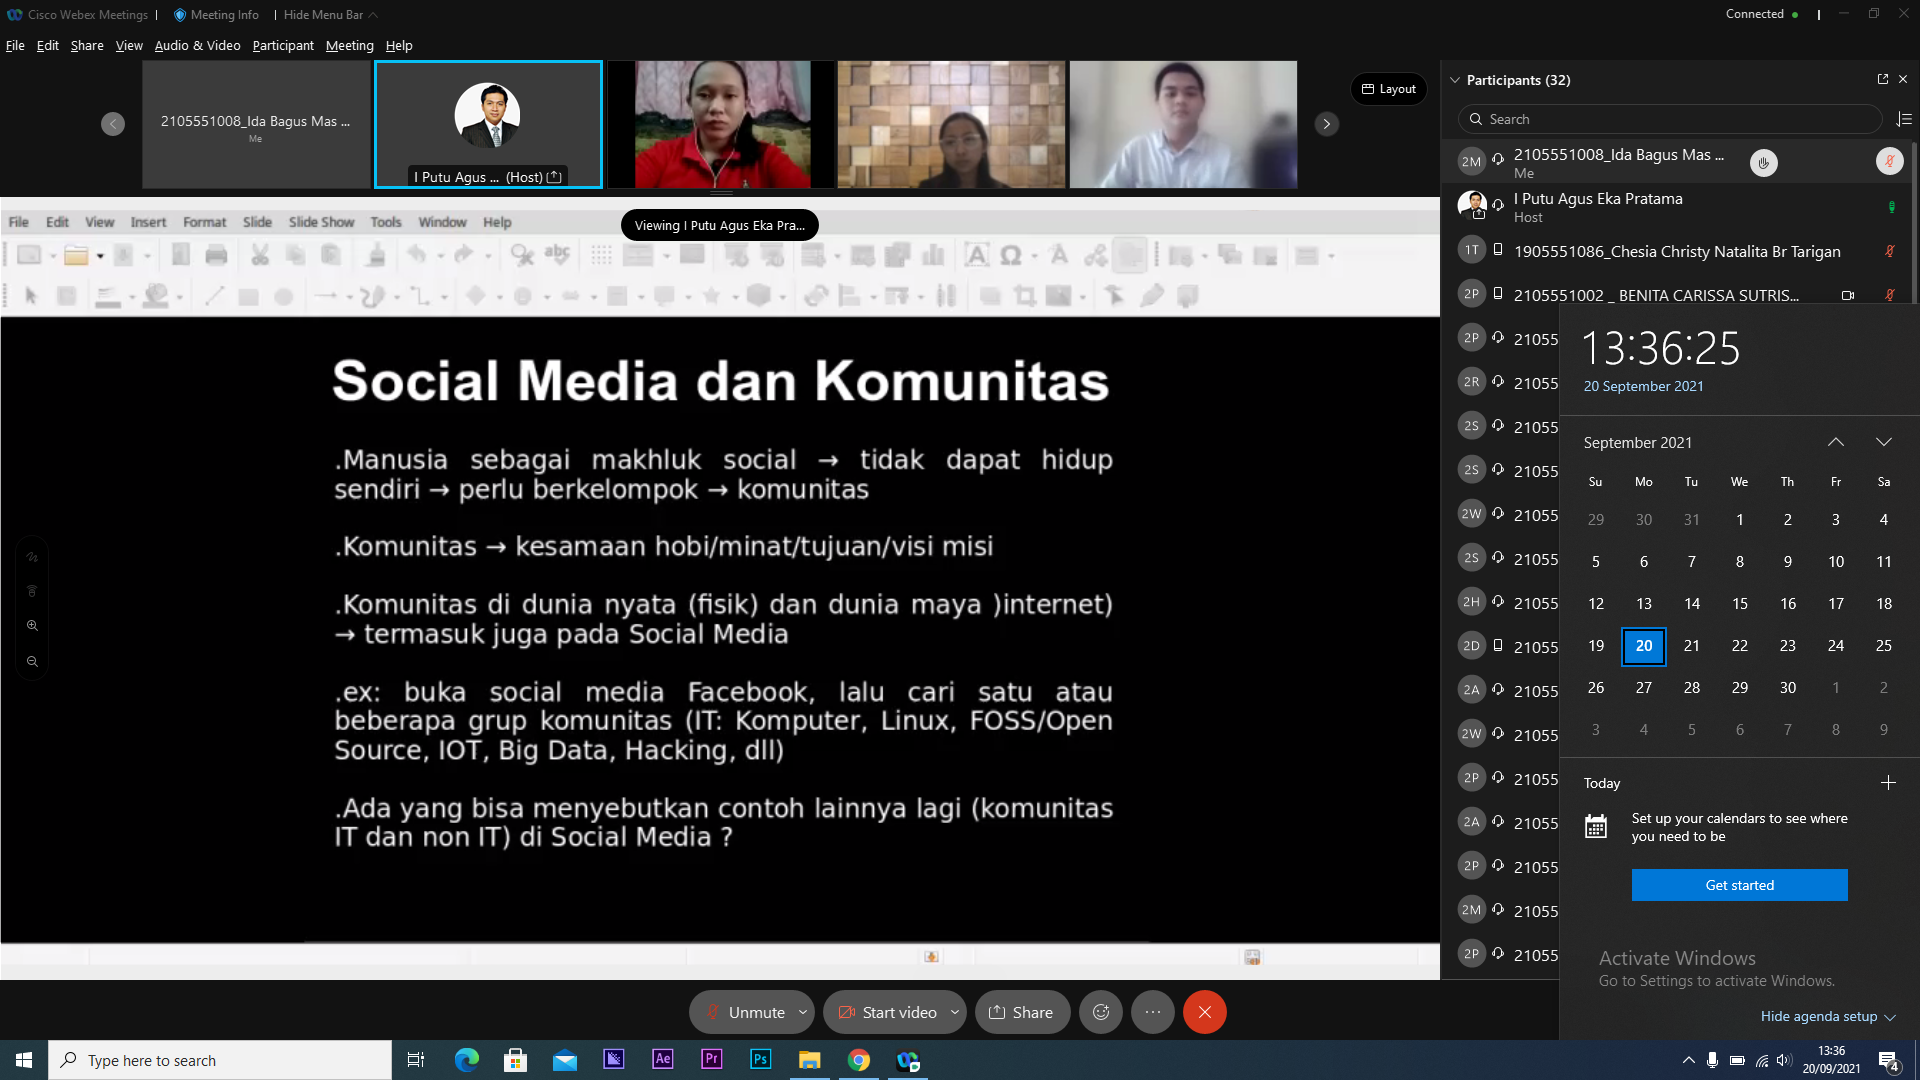 Cisco Webex Meetings
Meeting Info
Hide Menu Bar
Connected
File Edit Share View Audio & Video Participant Meeting Help
2105551008_Ida Bagus Mas ...
Me
I Putu Agus ... (Host)
Layout
Viewing I Putu Agus Eka Pra...
File Edit View Insert Format Slide Slide Show Tools Window Help
abc
Social Media dan Komunitas
.Manusia sebagai makhluk social → tidak dapat hidup
sendiri → perlu berkelompok → komunitas
.Komunitas → kesamaan hobi/minat/tujuan/visi misi
.Komunitas di dunia nyata (fisik) dan dunia maya )internet)
→ termasuk juga pada Social Media
.ex: buka social media Facebook, lalu cari satu atau
beberapa grup komunitas (IT: Komputer, Linux, FOSS/Open
Source, IOT, Big Data, Hacking, dll)
.Ada yang bisa menyebutkan contoh lainnya lagi (komunitas
IT dan non IT) di Social Media ?
Participants (32)
Search
2M 2105551008_Ida Bagus Mas ...
Me
I Putu Agus Eka Pratama
Host
1T 1905551086_Chesia Christy Natalita Br Tarigan
2P 2105551002 _ BENITA CARISSA SUTRIS...
2P 21055
2R 21055
2S 21055
2S 21055
2W 21055
2S 21055
2H 21055
2D 21055
2A 21055
2W 21055
2P 21055
2A 21055
2P 21055
2M 21055
2P 21055
13:36:25
20 September 2021
September 2021
Su Mo Tu We Th Fr Sa
29 30 31 1 2 3 4
5 6 7 8 9 10 11
12 13 14 15 16 17 18
19 20 21 22 23 24 25
26 27 28 29 30 1 2
3 4 5 6 7 8 9
Today
Set up your calendars to see where
you need to be
Get started
Activate Windows
Go to Settings to activate Windows.
Hide agenda setup
Unmute
Start video
Share
Type here to search
Ae
Pr
Ps
13:36
20/09/2021
4